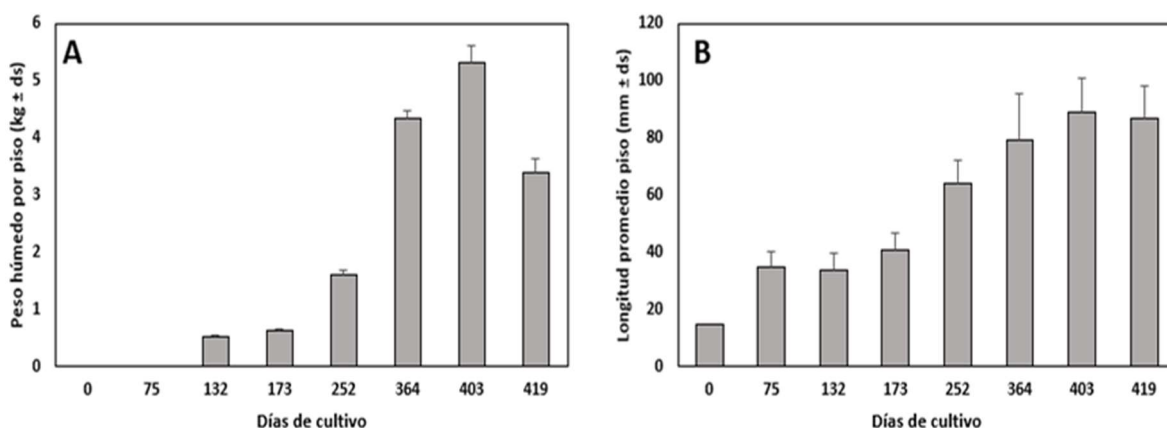 A
Peso húmedo por piso (kg ± ds)
6
5
4
3
2
1
0
0 75 132 173 252 364 403 419
Días de cultivo
B
Longitud promedio piso (mm ± ds)
120
100
80
60
40
20
0
0 75 132 173 252 364 403 419
Días de cultivo